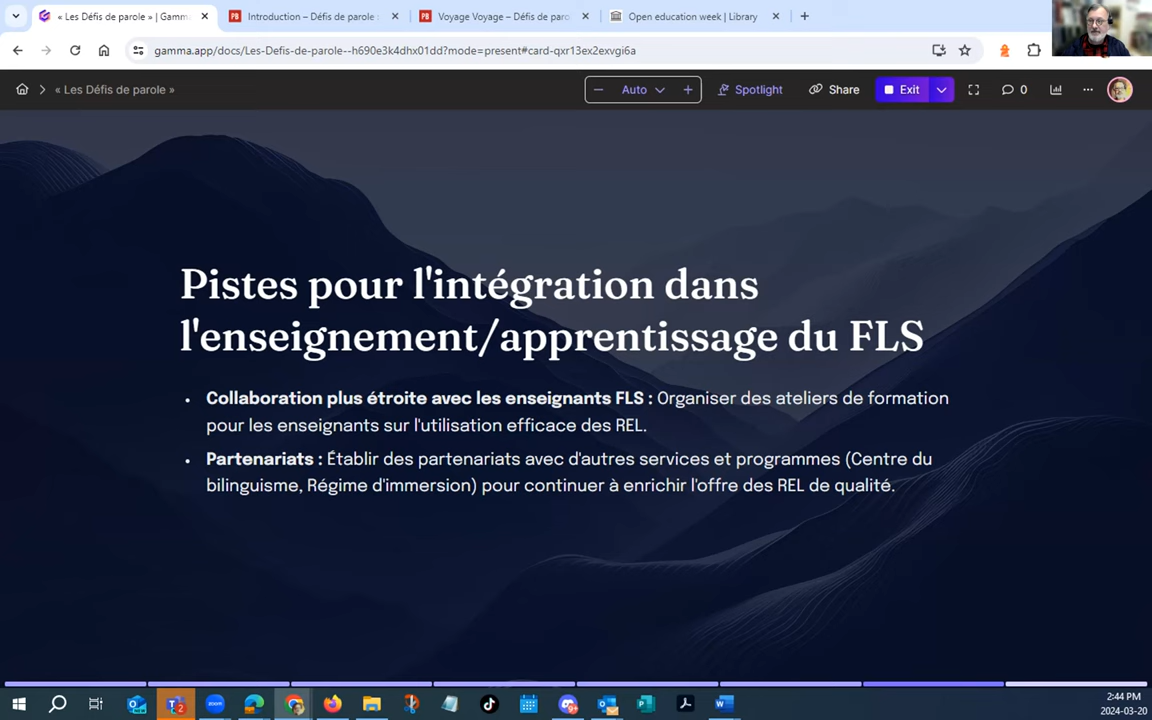 « Les Défis de parole » | Gamm
Introduction – Défis de parole
Voyage Voyage – Défis de paro
Open education week | Library
gamma.app/docs/Les-Defis-de-parole--h690e3k4dhx01dd?mode=present#card-qxr13ex2exvgi6a
« Les Défis de parole »
Auto
Spotlight
Share
Exit
0
Pistes pour l'intégration dans
l'enseignement/apprentissage du FLS
• Collaboration plus étroite avec les enseignants FLS : Organiser des ateliers de formation
pour les enseignants sur l'utilisation efficace des REL.
• Partenariats : Établir des partenariats avec d'autres services et programmes (Centre du
bilinguisme, Régime d'immersion) pour continuer à enrichir l'offre des REL de qualité.
2:44 PM
2024-03-20